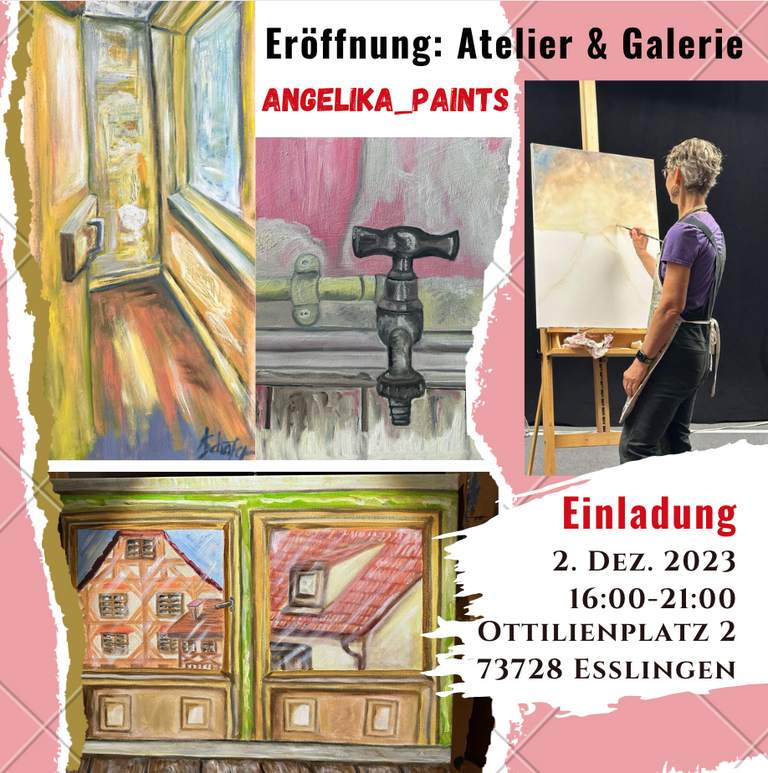 Eröffnung: Atelier & Galerie
ANGELIKA_PAINTS
Einladung
2. Dez. 2023
16:00-21:00
Ottilienplatz 2
73728 Esslingen